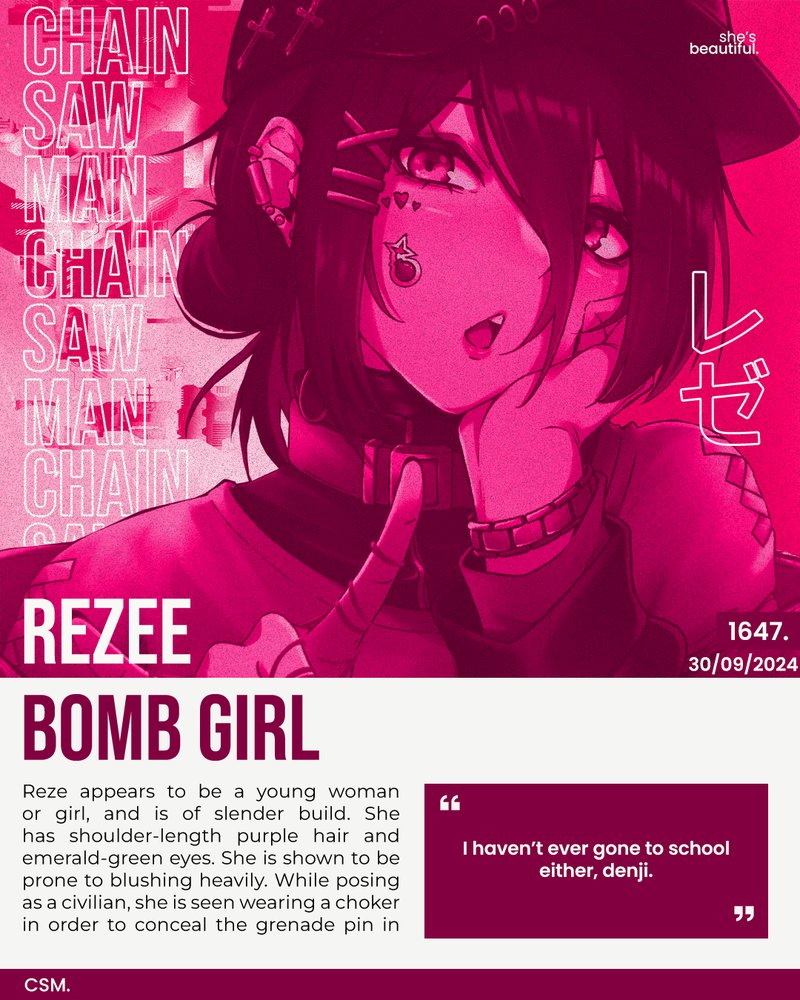 CHAIN
SAW
MAN
CHAIN
SAW
MAN
CHAIN
SAW
she's
beautiful.
レゼ
REZEE
1647.
30/09/2024
BOMB GIRL
Reze appears to be a young woman
or girl, and is of slender build. She
has shoulder-length purple hair and
emerald-green eyes. She is shown to be
prone to blushing heavily. While posing
as a civilian, she is seen wearing a choker
in order to conceal the grenade pin in
“
I haven’t ever gone to school
either, denji.
”
CSM.